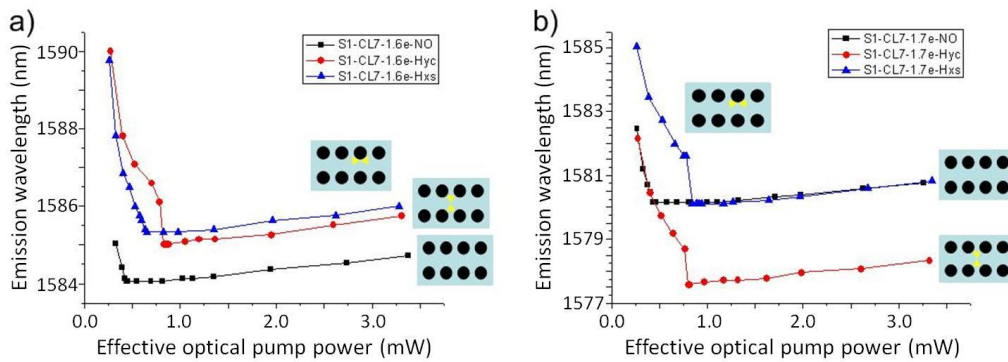 a)
Emission wavelength (nm)
1590
1588
1586
1584
0.0 1.0 2.0 3.0
Effective optical pump power (mW)
S1-CL7-1.6e-NO
S1-CL7-1.6e-Hyc
S1-CL7-1.6e-Hxs
b)
Emission wavelength (nm)
1585
1583
1581
1579
1577
0.0 1.0 2.0 3.0
Effective optical pump power (mW)
S1-CL7-1.7e-NO
S1-CL7-1.7e-Hyc
S1-CL7-1.7e-Hxs